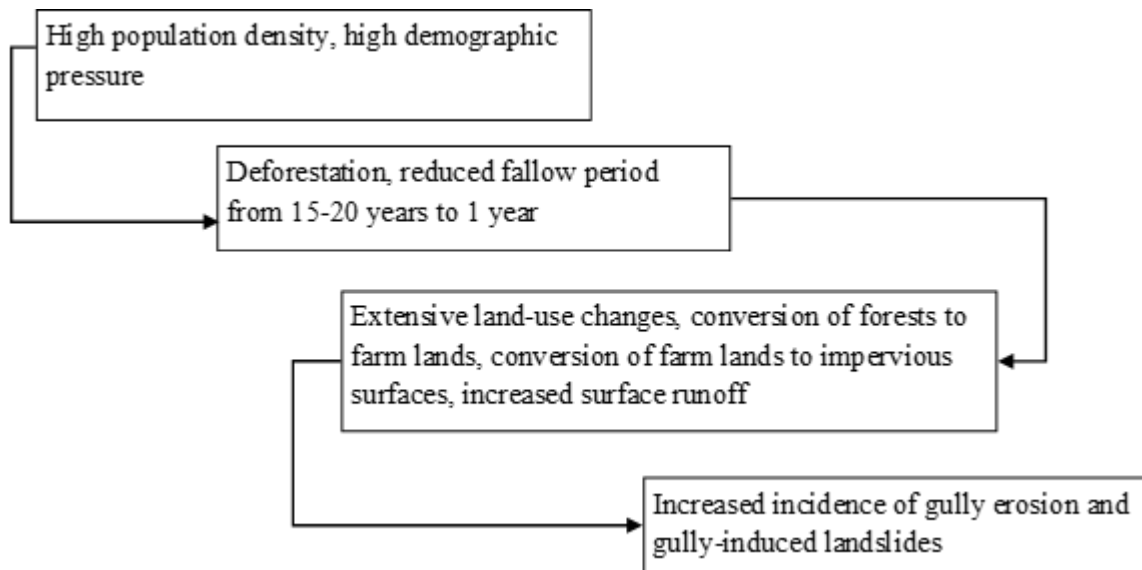 High population density, high demographic
pressure
Deforestation, reduced fallow period
from 15-20 years to 1 year
Extensive land-use changes, conversion of forests to
farm lands, conversion of farm lands to impervious
surfaces, increased surface runoff
Increased incidence of gully erosion and
gully-induced landslides